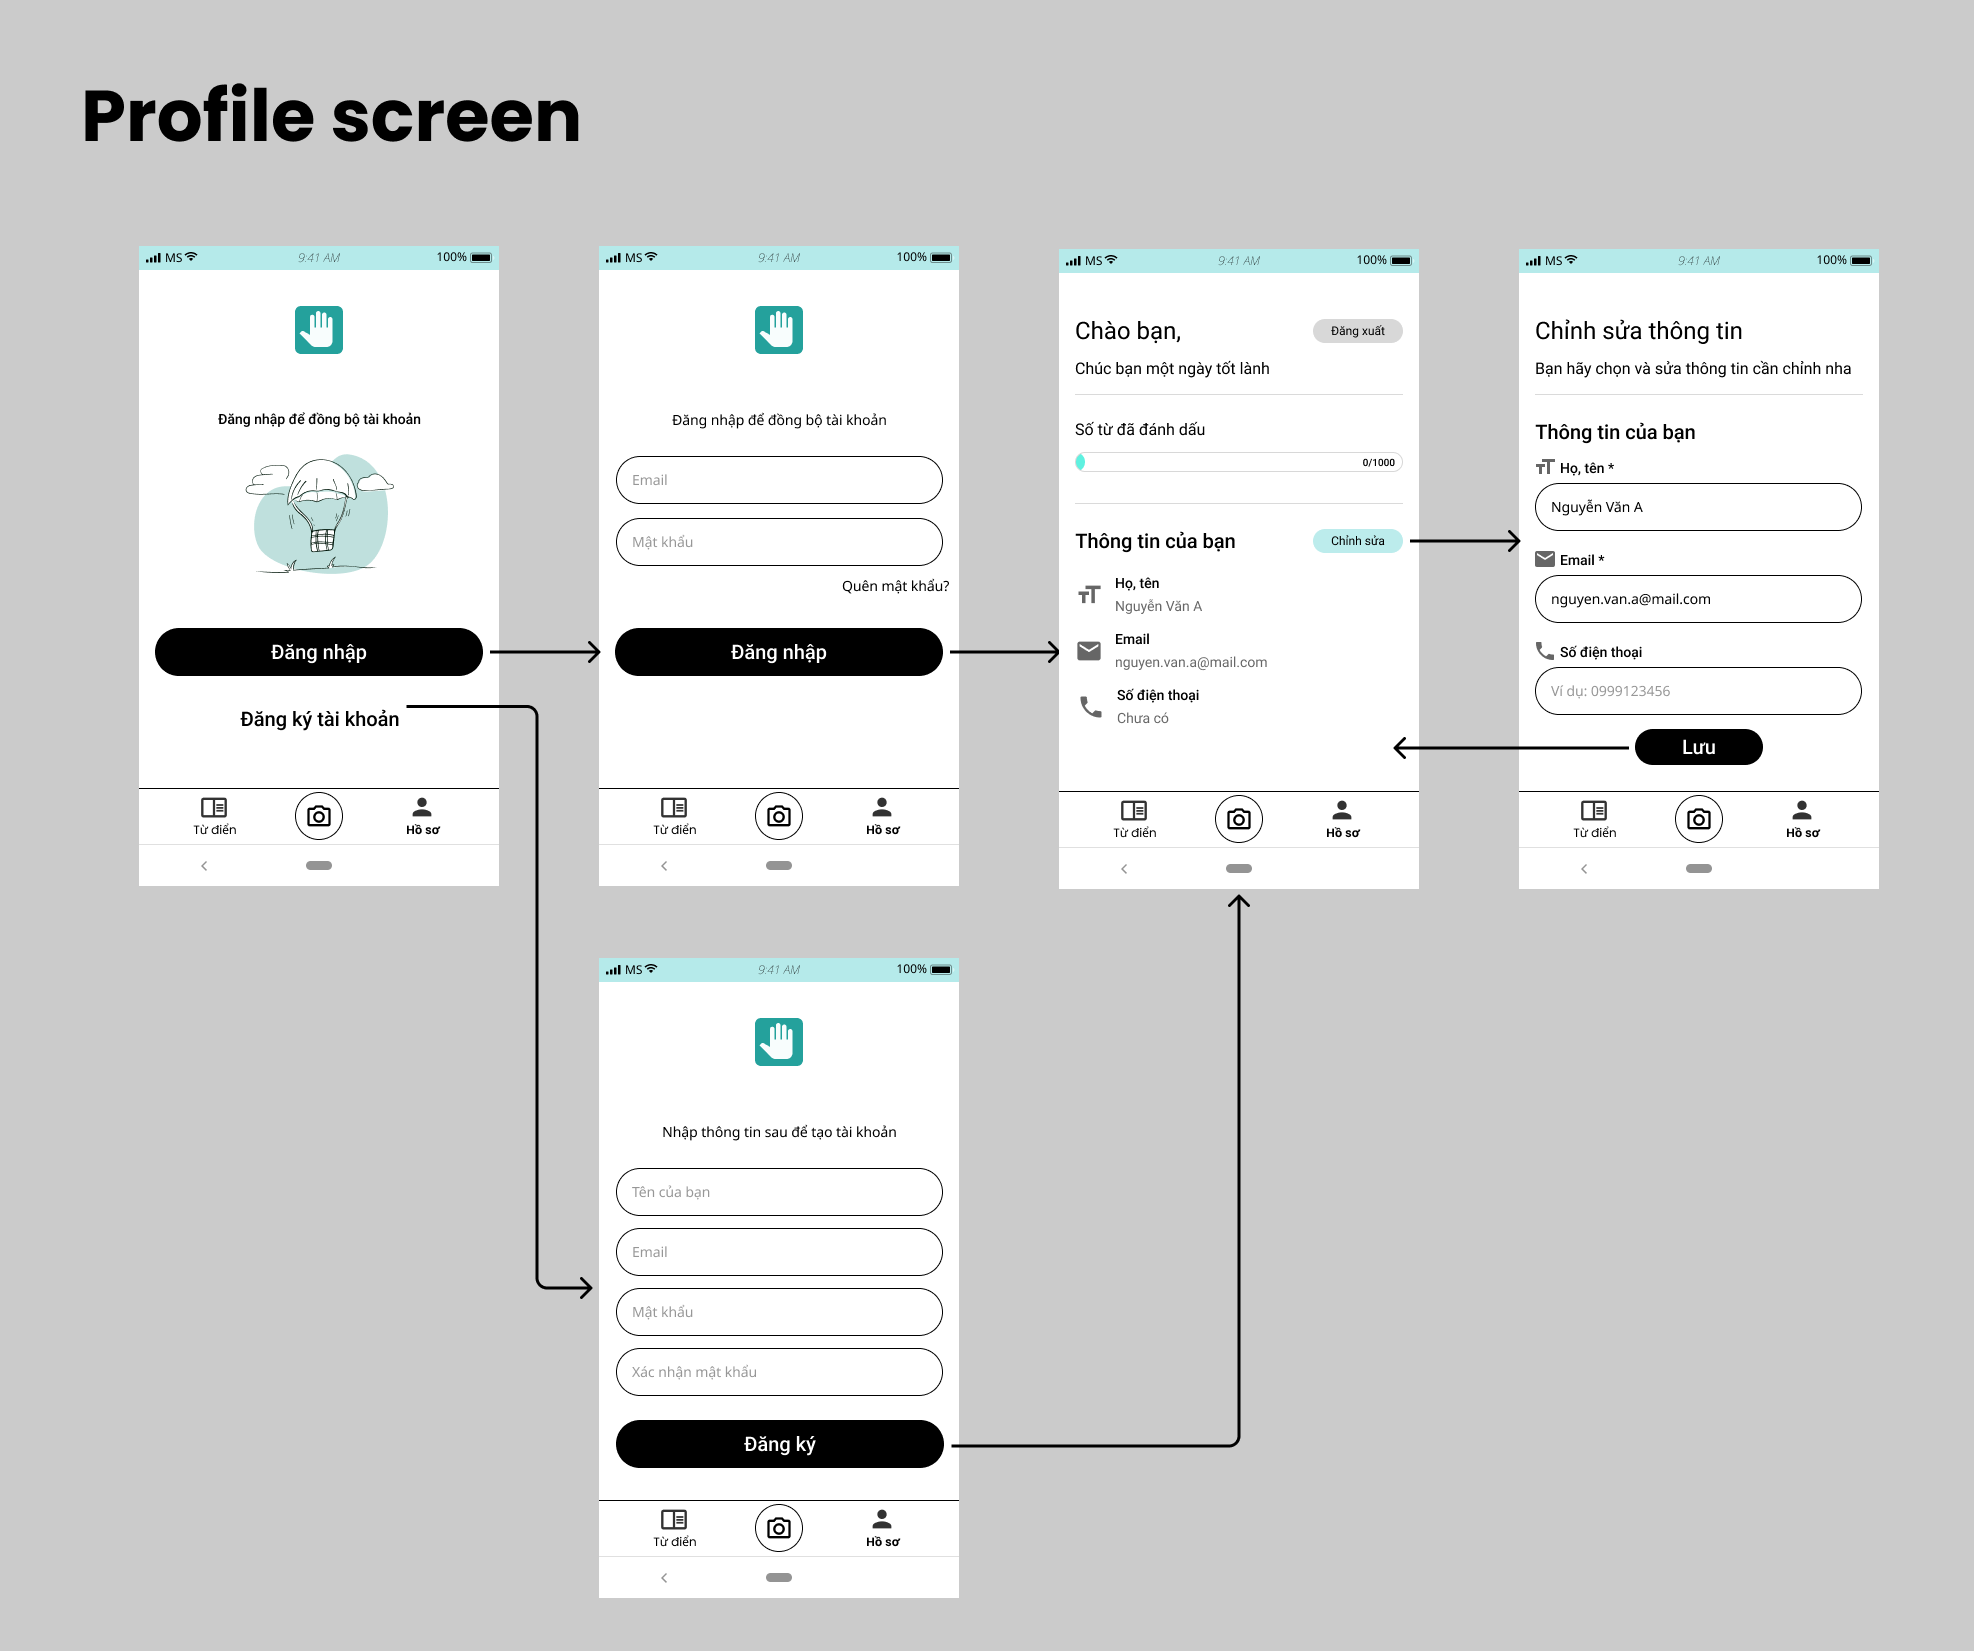 Profile screen
MS 9:41 AM 100%
Đăng nhập để đồng bộ tài khoản
Đăng nhập
Đăng ký tài khoản
Từ điển Hồ sơ
MS 9:41 AM 100%
Đăng nhập để đồng bộ tài khoản
Email
Mật khẩu
Quên mật khẩu?
Đăng nhập
Từ điển Hồ sơ
MS 9:41 AM 100%
Chào bạn, Đăng xuất
Chúc bạn một ngày tốt lành
Số từ đã đánh dấu
0/1000
Thông tin của bạn Chỉnh sửa
Họ, tên
Nguyễn Văn A
Email
nguyen.van.a@mail.com
Số điện thoại
Chưa có
Từ điển Hồ sơ
MS 9:41 AM 100%
Chỉnh sửa thông tin
Bạn hãy chọn và sửa thông tin cần chỉnh nha
Thông tin của bạn
Họ, tên *
Nguyễn Văn A
Email *
nguyen.van.a@mail.com
Số điện thoại
Ví dụ: 0999123456
Lưu
Từ điển Hồ sơ
MS 9:41 AM 100%
Nhập thông tin sau để tạo tài khoản
Tên của bạn
Email
Mật khẩu
Xác nhận mật khẩu
Đăng ký
Từ điển Hồ sơ